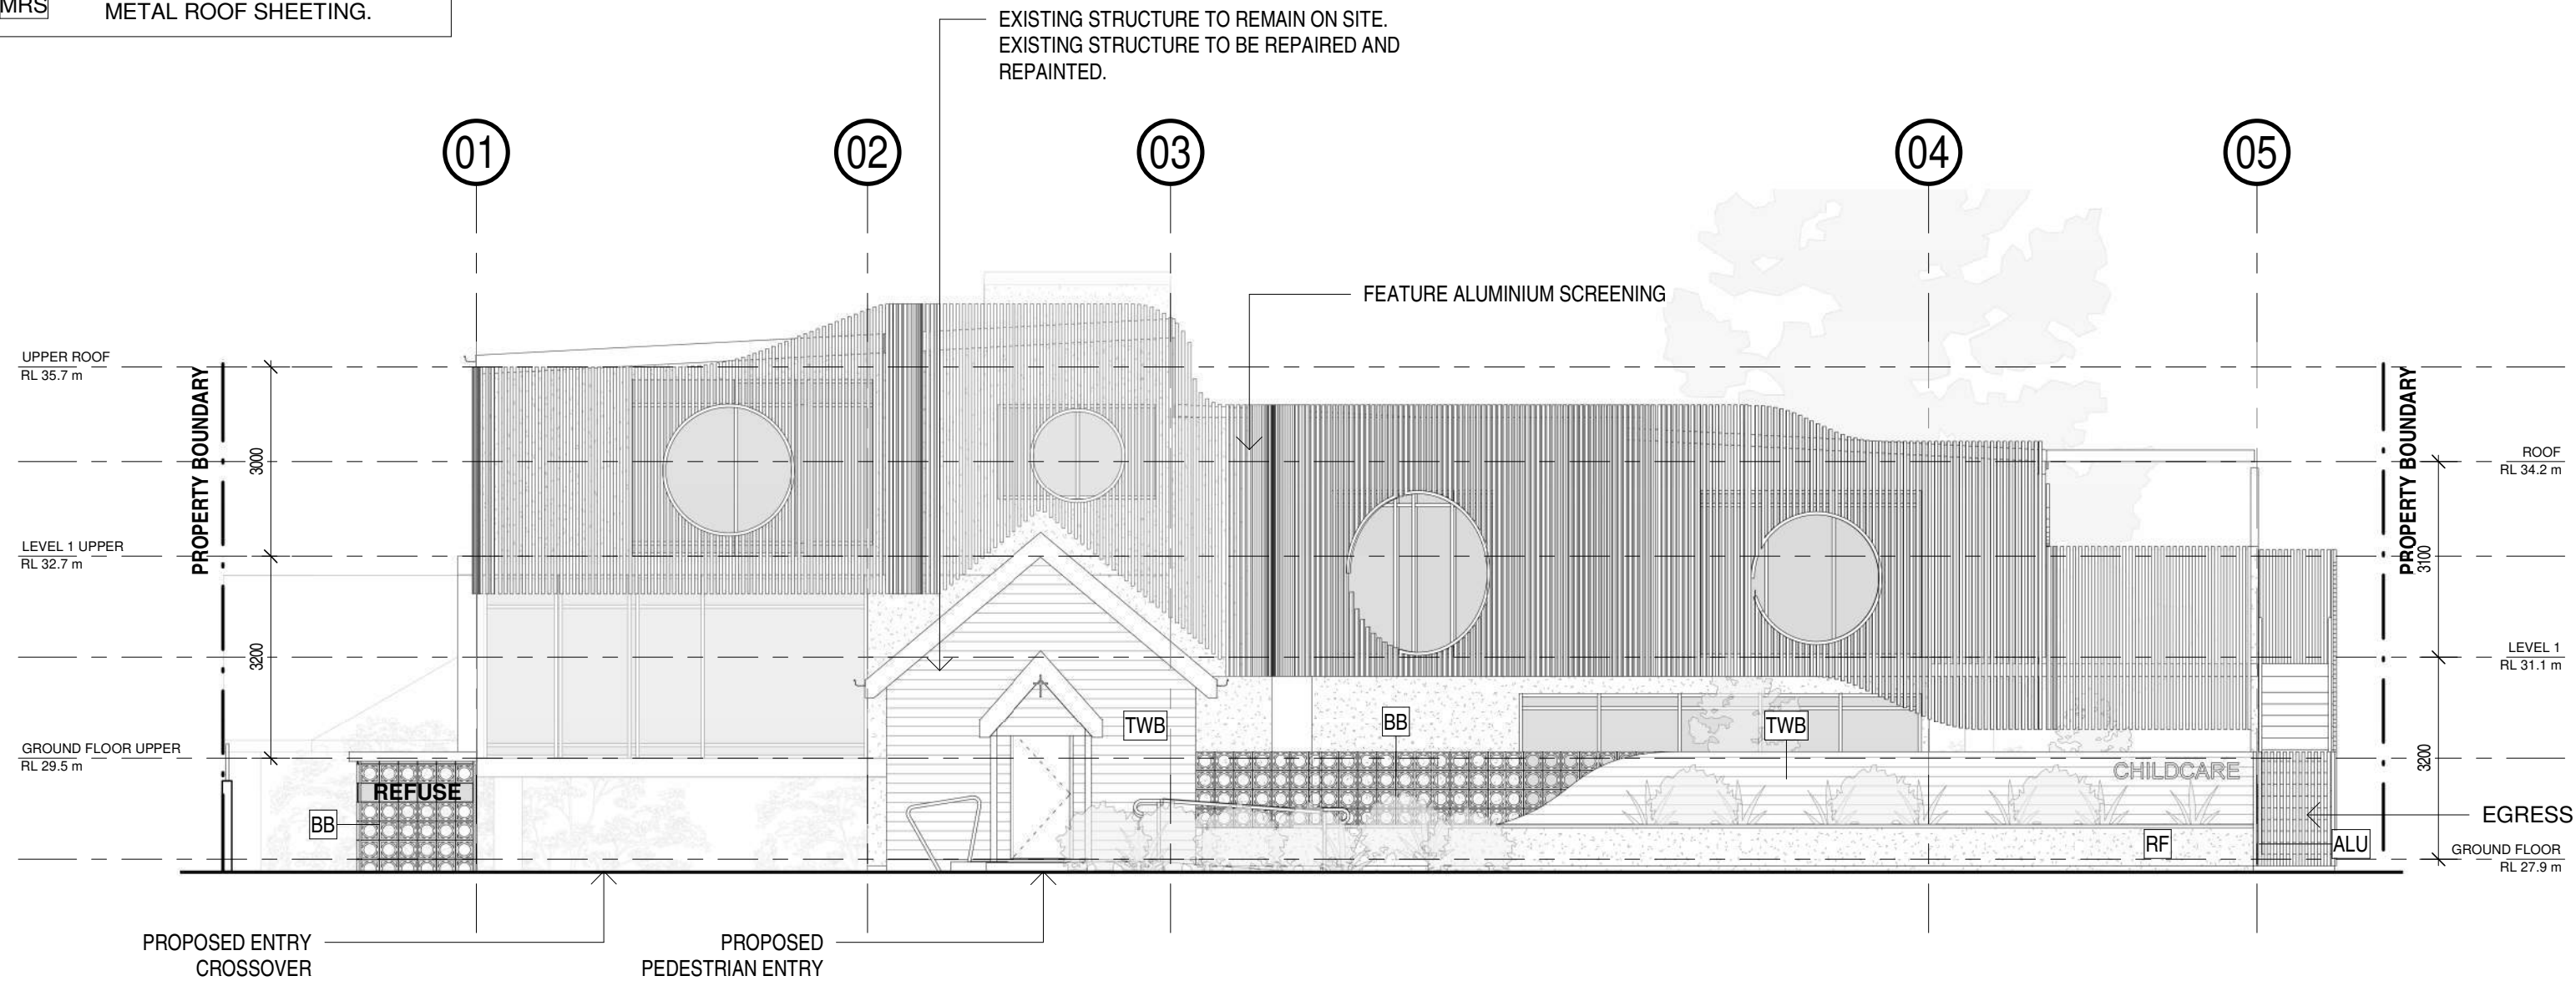 MRS
METAL ROOF SHEETING.
EXISTING STRUCTURE TO REMAIN ON SITE.
EXISTING STRUCTURE TO BE REPAIRED AND
REPAINTED.
01
02
03
04
05
FEATURE ALUMINIUM SCREENING
UPPER ROOF
RL 35.7 m
PROPERTY BOUNDARY
3000
LEVEL 1 UPPER
RL 32.7 m
3200
GROUND FLOOR UPPER
RL 29.5 m
REFUSE
BB
TWB
BB
TWB
CHILDCARE
RF
ALU
PROPERTY BOUNDARY
ROOF
RL 34.2 m
3100
LEVEL 1
RL 31.1 m
3200
EGRESS
GROUND FLOOR
RL 27.9 m
PROPOSED ENTRY
CROSSOVER
PROPOSED
PEDESTRIAN ENTRY